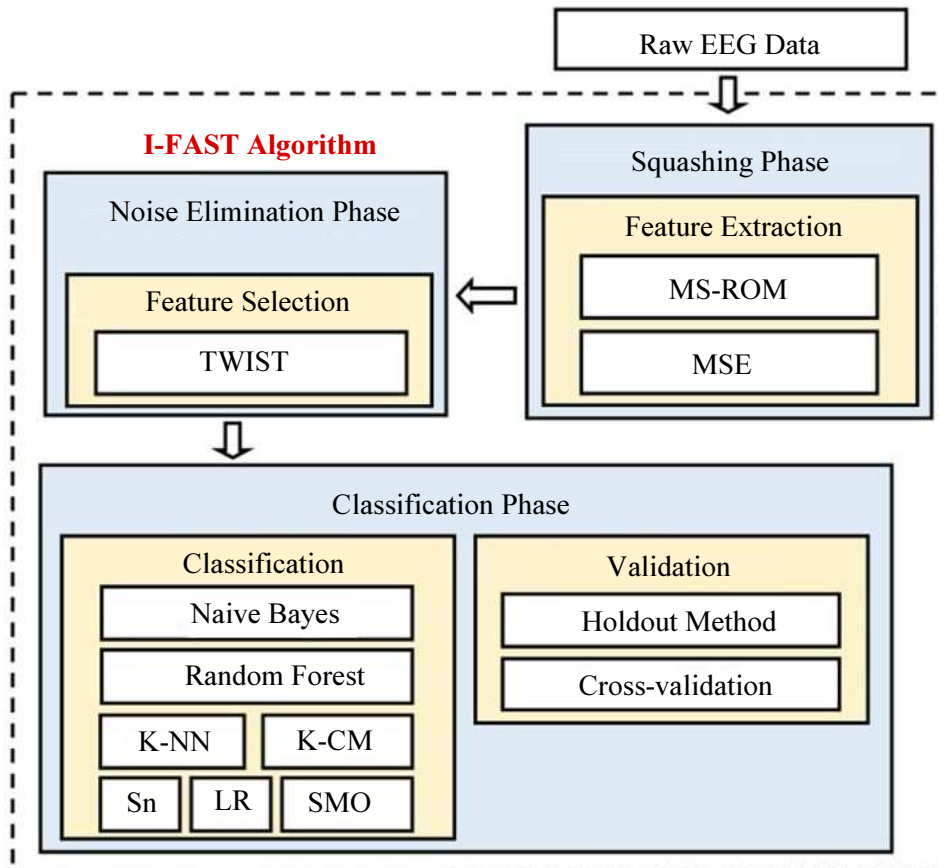 Raw EEG Data
I-FAST Algorithm
Squashing Phase
Feature Extraction
MS-ROM
MSE
Noise Elimination Phase
Feature Selection
TWIST
Classification Phase
Classification
Naive Bayes
Random Forest
K-NN
K-CM
Sn
LR
SMO
Validation
Holdout Method
Cross-validation